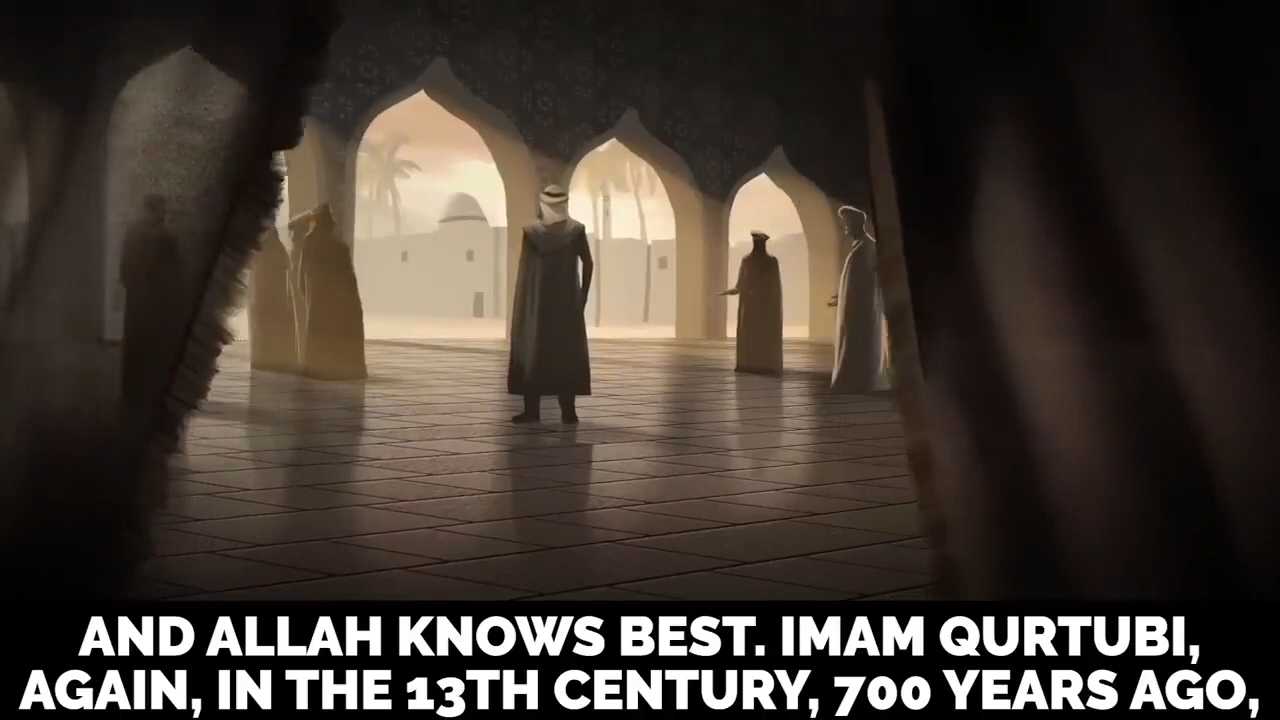 AND ALLAH KNOWS BEST. IMAM QURTUBI,
AGAIN, IN THE 13TH CENTURY, 700 YEARS AGO,